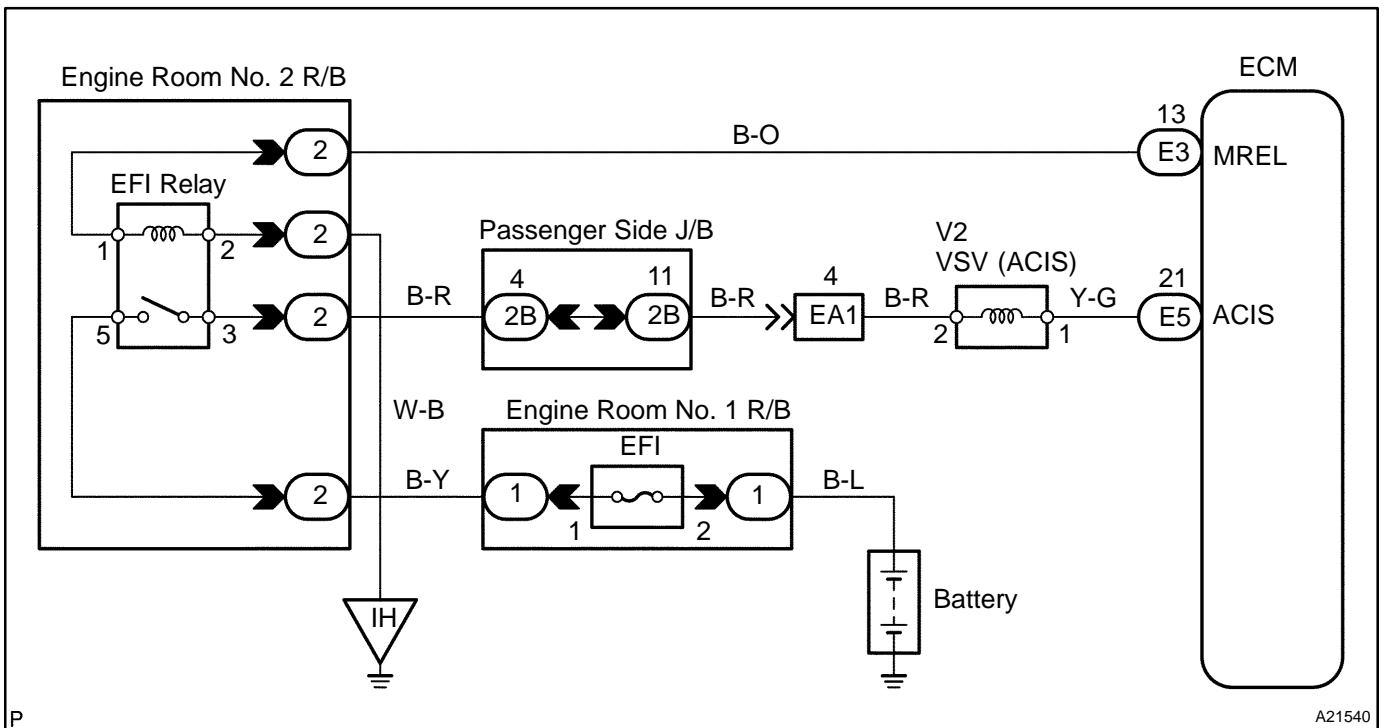 Engine Room No. 2 R/B
ECM
13
2
B-O
E3
MREL
EFI Relay
2
1
2
Passenger Side J/B
V2
VSV (ACIS)
4
11
4
21
B-R
B-R
B-R
Y-G
2
2B
2B
EA1
E5
ACIS
5
3
2
1
W-B
Engine Room No. 1 R/B
EFI
B-Y
B-L
2
1
1
1
2
IH
Battery
P
A21540